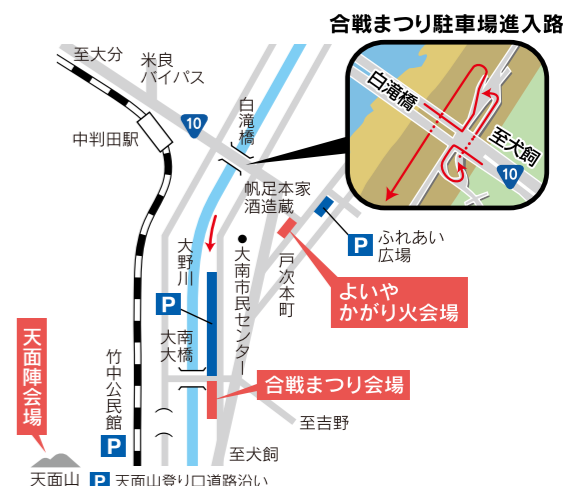 合戦まつり駐車場進入路
至大分
米良
バイパス
10
中判田駅
白滝橋
白滝橋
至犬飼
10
帆足本家
酒造蔵
P
ふれあい
広場
戸次本町
よいや
かがり火会場
大野川
大南市民センター
P
大南
大橋
合戦まつり会場
天面陣会場
竹中公民館
P
至吉野
至犬飼
天面山
P 天面山登り口道路沿い